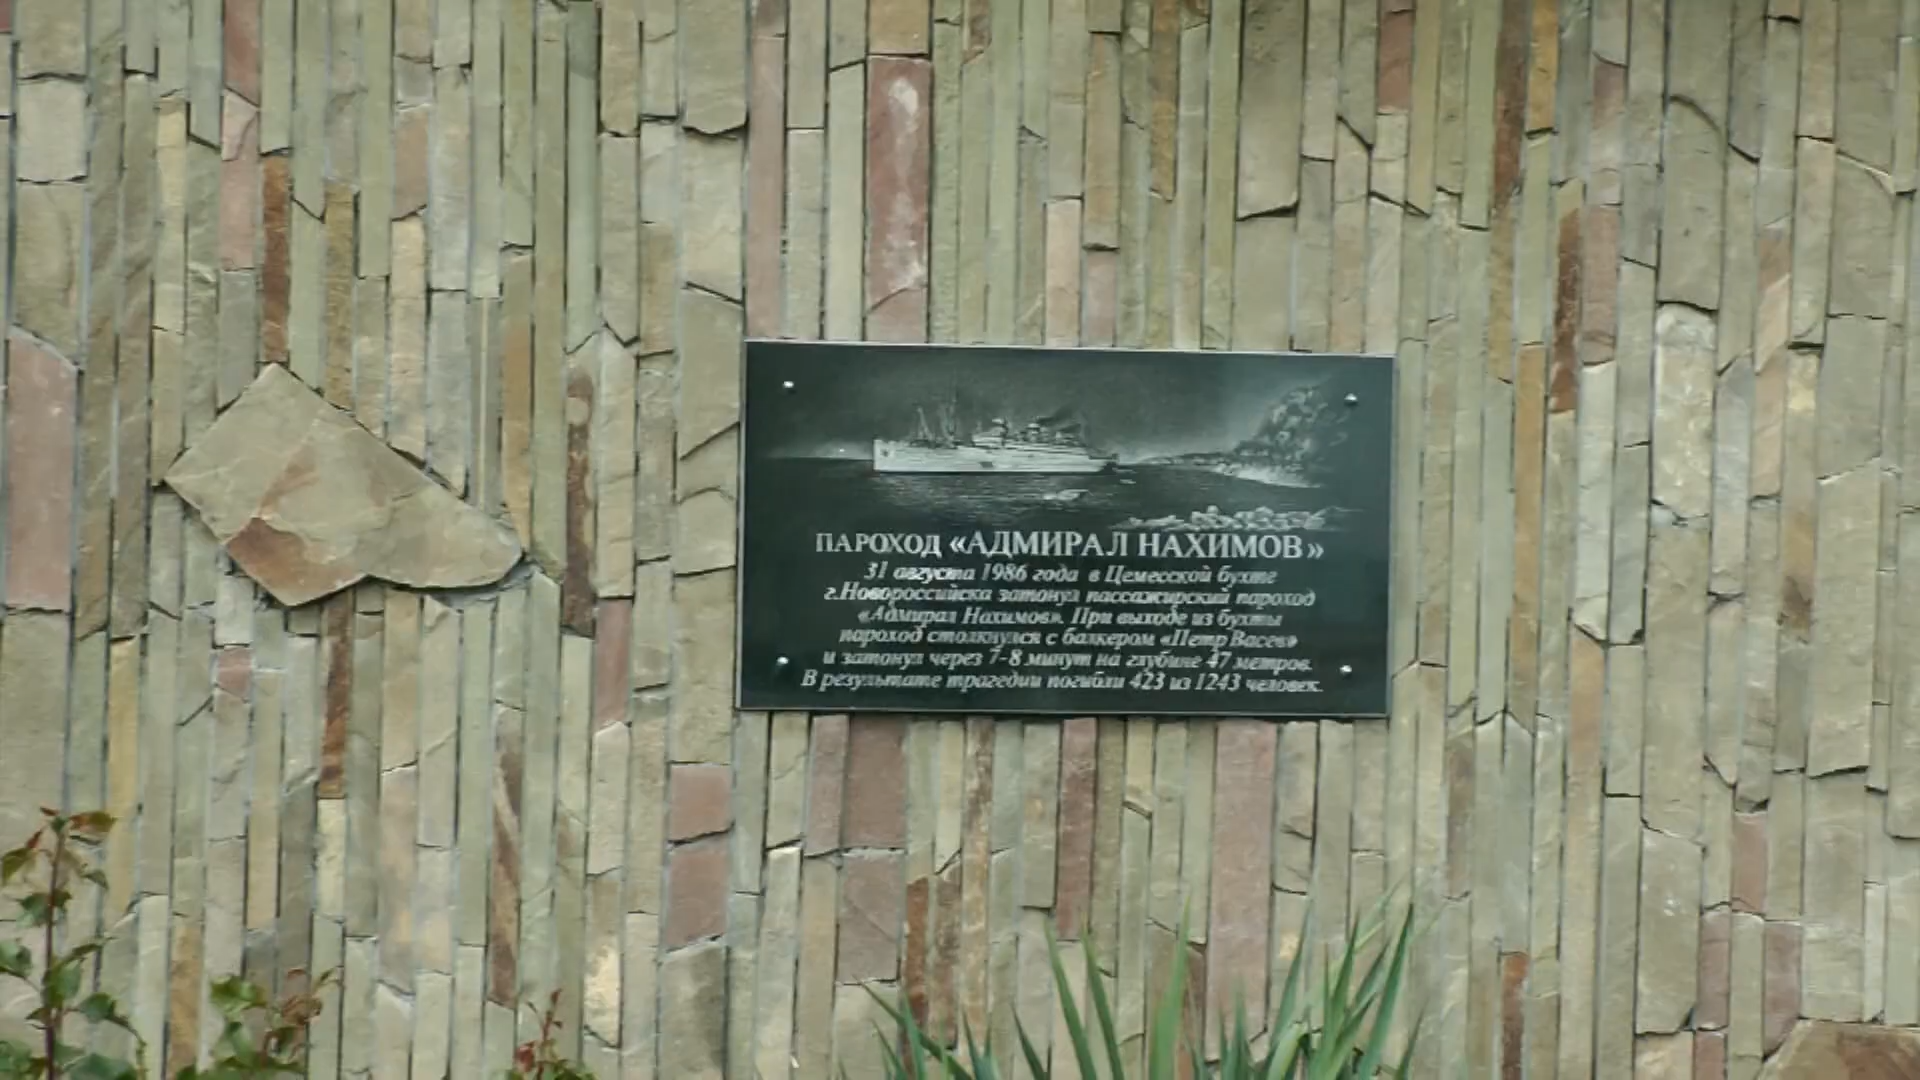 ПАРОХОД «АДМИРАЛ НАХИМОВ»
31 августа 1986 года в Цемесской бухте
г.Новороссийска затонул пассажирский пароход
«Адмирал Нахимов». При выходе из бухты
пароход столкнулся с балкером «Петр Васев»
и затонул через 7-8 минут на глубине 47 метров.
В результате трагедии погибли 423 из 1243 человек.